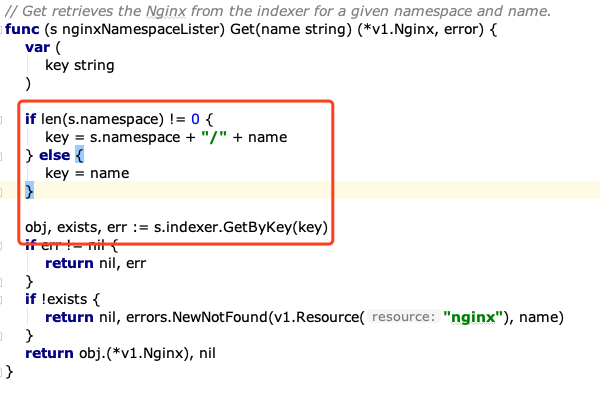 // Get retrieves the Nginx from the indexer for a given namespace and name.
func (s nginxNamespaceLister) Get(name string) (*v1.Nginx, error) {
var (
key string
)
if len(s.namespace) != 0 {
key = s.namespace + "/" + name
} else {
key = name
}
obj, exists, err := s.indexer.GetByKey(key)
if err != nil {
return nil, err
}
if !exists {
return nil, errors.NewNotFound(v1.Resource( resource: "nginx"), name)
}
return obj.(*v1.Nginx), nil
}